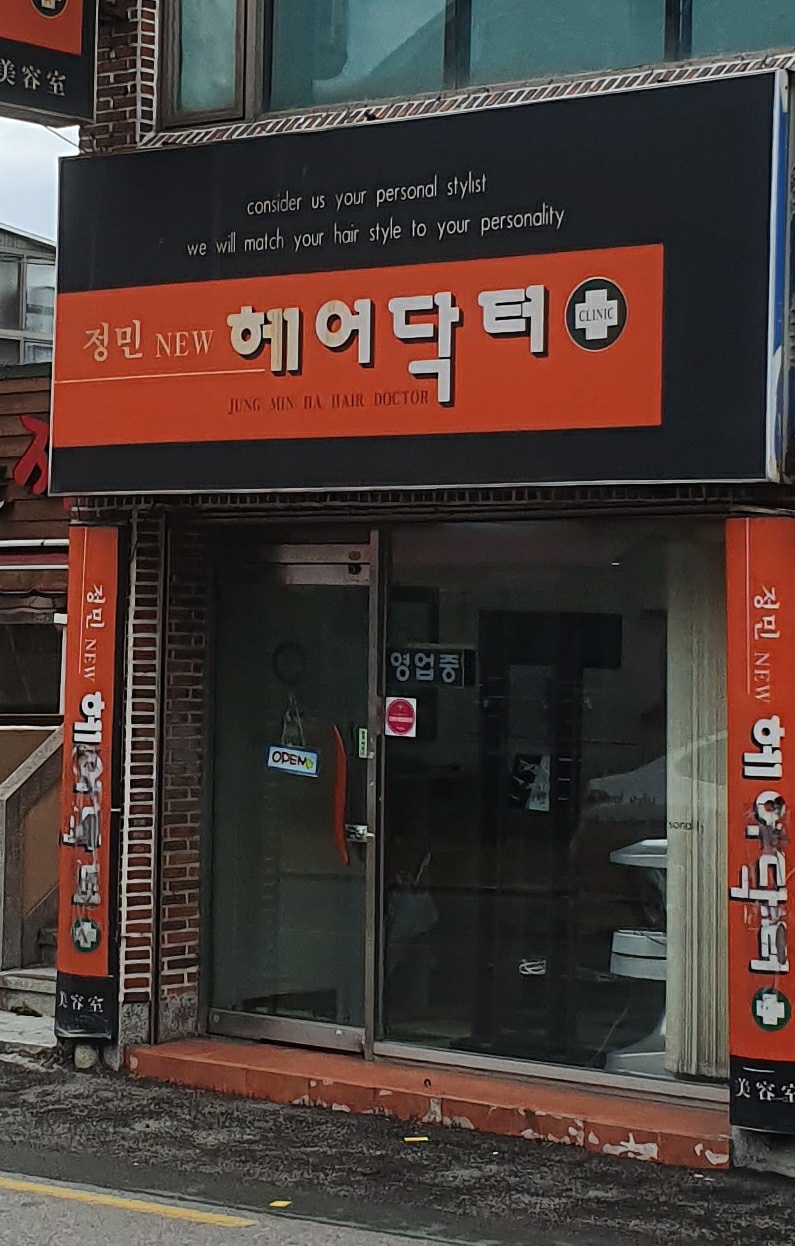 美容室
consider us your personal stylist
we will match your hair style to your personality
정민 NEW 헤어닥터 CLINIC
JUNG MIN HA HAIR DOCTOR
정민 NEW 헤어닥터
美容室
영업중
OPEN
정민 NEW 헤어닥터
美容室